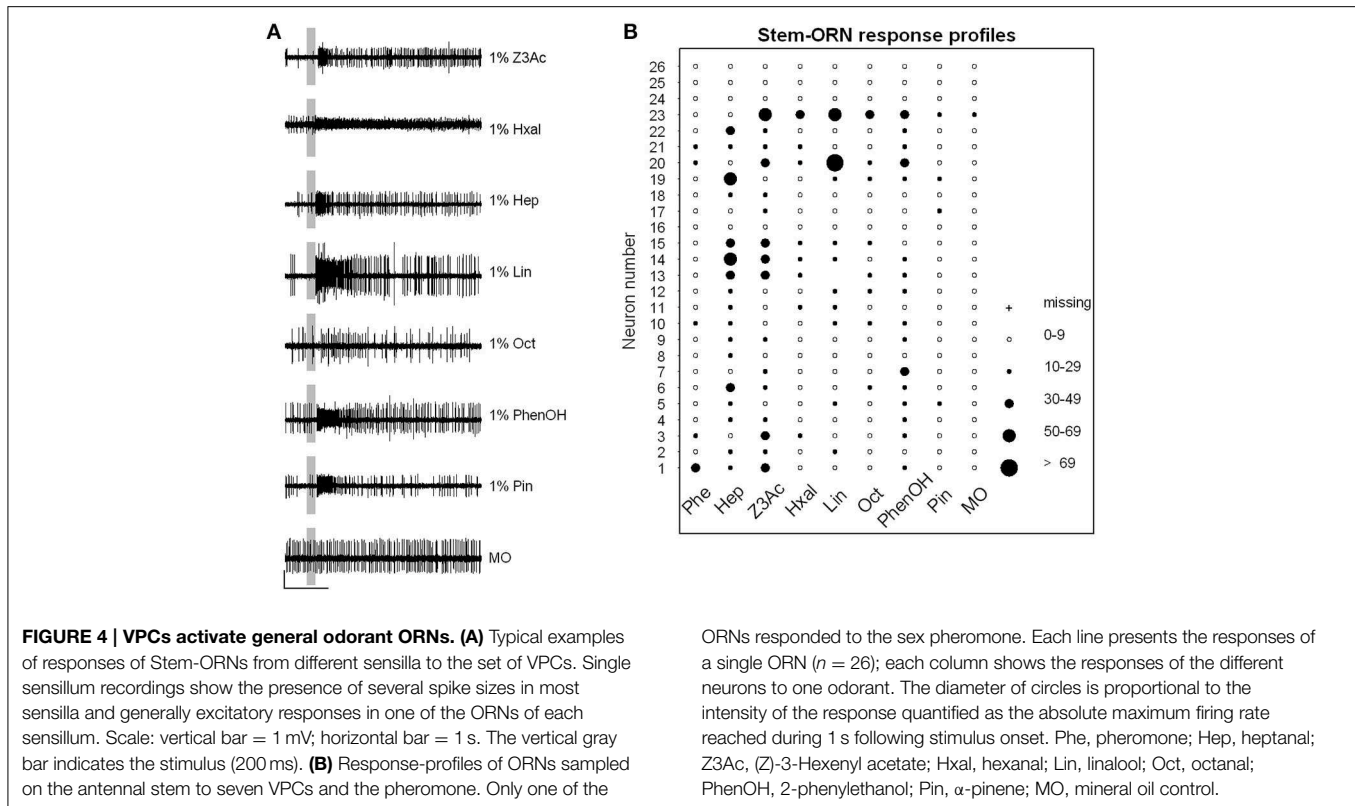 A
1% Z3Ac
1% Hxal
1% Hep
1% Lin
1% Oct
1% PhenOH
1% Pin
MO
B
Stem-ORN response profiles
26
25
24
23
22
21
20
19
18
17
16
15
14
13
12
11
10
9
8
7
6
5
4
3
2
1
Neuron number
missing
0-9
10-29
30-49
50-69
> 69
Phe
Hep
Z3Ac
Hxal
Lin
Oct
PhenOH
Pin
MO
FIGURE 4 | VPCs activate general odorant ORNs. (A) Typical examples
of responses of Stem-ORNs from different sensilla to the set of VPCs. Single
sensillum recordings show the presence of several spike sizes in most
sensilla and generally excitatory responses in one of the ORNs of each
sensillum. Scale: vertical bar = 1 mV; horizontal bar = 1 s. The vertical gray
bar indicates the stimulus (200 ms). (B) Response-profiles of ORNs sampled
on the antennal stem to seven VPCs and the pheromone. Only one of the
ORNs responded to the sex pheromone. Each line presents the responses of
a single ORN (n = 26); each column shows the responses of the different
neurons to one odorant. The diameter of circles is proportional to the
intensity of the response quantified as the absolute maximum firing rate
reached during 1 s following stimulus onset. Phe, pheromone; Hep, heptanal;
Z3Ac, (Z)-3-Hexenyl acetate; Hxal, hexanal; Lin, linalool; Oct, octanal;
PhenOH, 2-phenylethanol; Pin, α-pinene; MO, mineral oil control.